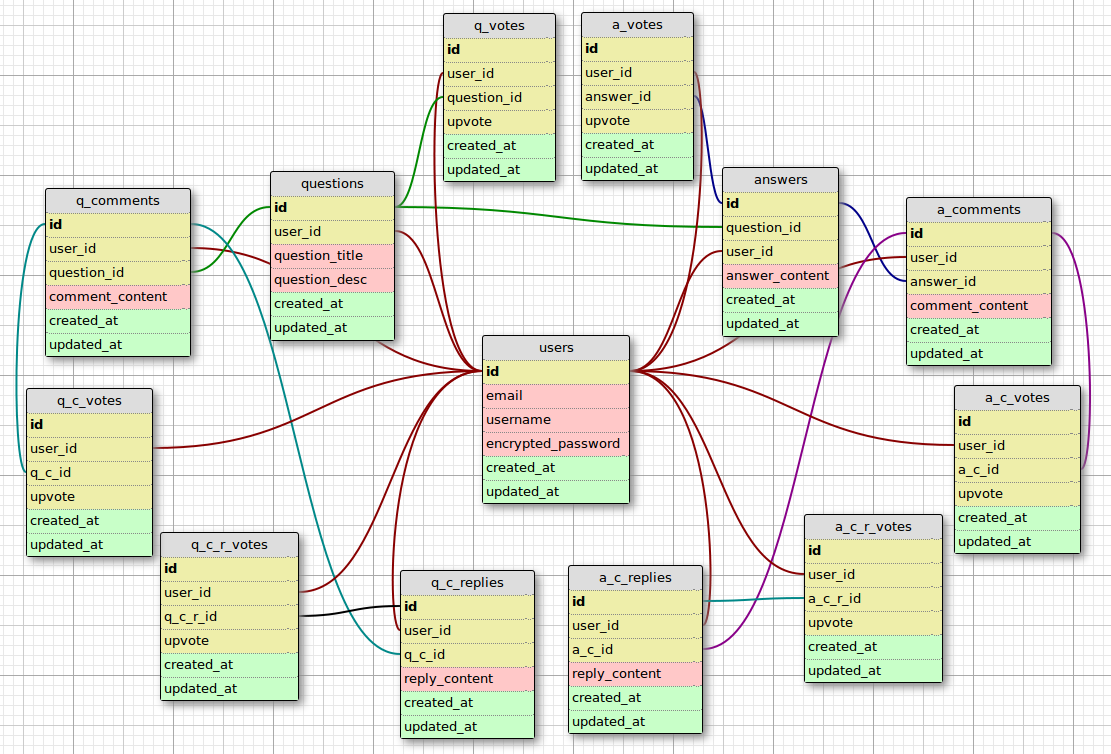 q_votes
id
user_id
question_id
upvote
created_at
updated_at
a_votes
id
user_id
answer_id
upvote
created_at
updated_at
questions
id
user_id
question_title
question_desc
created_at
updated_at
answers
id
question_id
user_id
answer_content
created_at
updated_at
q_comments
id
user_id
question_id
comment_content
created_at
updated_at
a_comments
id
user_id
answer_id
comment_content
created_at
updated_at
users
id
email
username
encrypted_password
created_at
updated_at
q_c_votes
id
user_id
q_c_id
upvote
created_at
updated_at
a_c_votes
id
user_id
a_c_id
upvote
created_at
updated_at
q_c_r_votes
id
user_id
q_c_r_id
upvote
created_at
updated_at
q_c_replies
id
user_id
q_c_id
reply_content
created_at
updated_at
a_c_replies
id
user_id
a_c_id
reply_content
created_at
updated_at
a_c_r_votes
id
user_id
a_c_r_id
upvote
created_at
updated_at